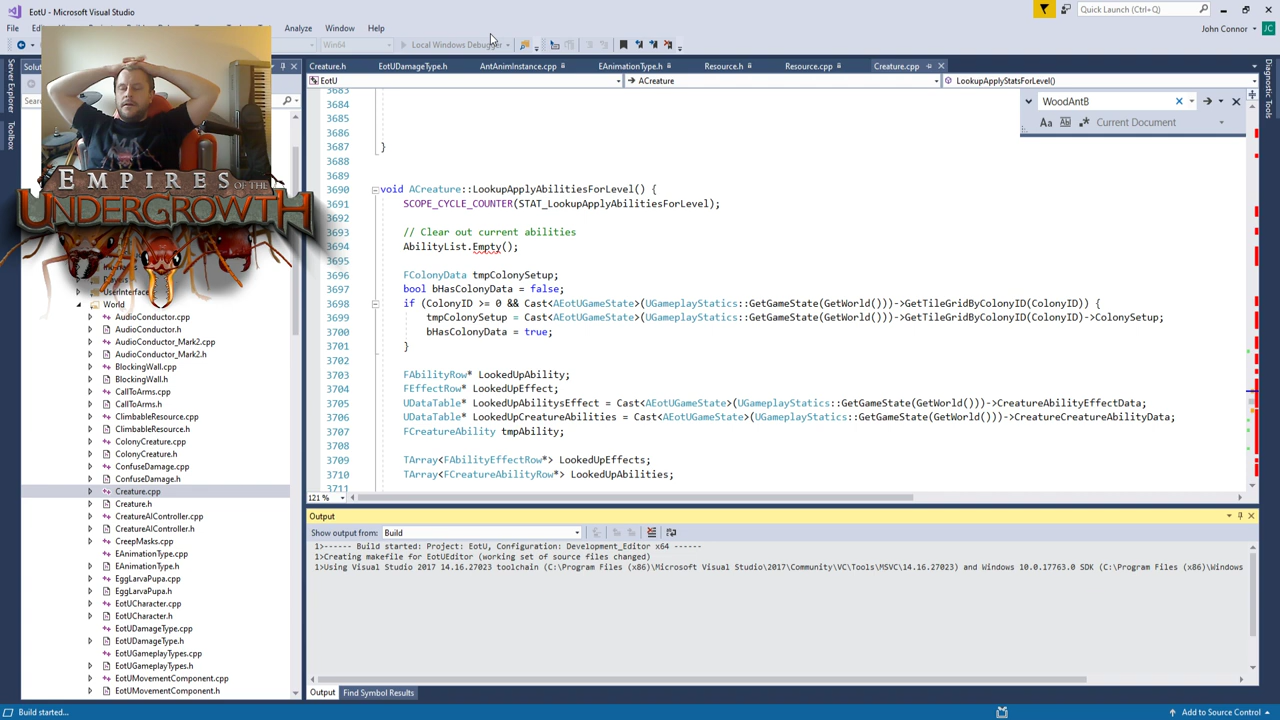 EotU - Microsoft Visual Studio
Quick Launch (Ctrl+Q)
File
Analyze
Window
Help
John Connor
JC
Win64
Local Windows Debugger
Server Explorer
Toolbox
Diagnostic Tools
Creature.h
EotUDamageType.h
AntAnimInstance.cpp
EAnimationType.h
Resource.h
Resource.cpp
Creature.cpp
EotU
ACreature
LookupApplyStatsForLevel()
WoodAntB
Aa
Current Document
EMPIRES OF THE
UNDERGROWTH
3683
3684
3685
3686
3687 }
3688
3689
3690 void ACreature::LookupApplyAbilitiesForLevel() {
3691 SCOPE_CYCLE_COUNTER(STAT_LookupApplyAbilitiesForLevel);
3692
3693 // Clear out current abilities
3694 AbilityList.Empty();
3695
3696 FColonyData tmpColonySetup;
3697 bool bHasColonyData = false;
3698 if (ColonyID >= 0 && Cast<AEotUGameState>(UGameplayStatics::GetGameState(GetWorld()))->GetTileGridByColonyID(ColonyID)) {
3699 tmpColonySetup = Cast<AEotUGameState>(UGameplayStatics::GetGameState(GetWorld()))->GetTileGridByColonyID(ColonyID)->ColonySetup;
3700 bHasColonyData = true;
3701 }
3702
3703 FAbilityRow* LookedUpAbility;
3704 FEffectRow* LookedUpEffect;
3705 UDataTable* LookedUpAbilitysEffect = Cast<AEotUGameState>(UGameplayStatics::GetGameState(GetWorld()))->CreatureAbilityEffectData;
3706 UDataTable* LookedUpCreatureAbilities = Cast<AEotUGameState>(UGameplayStatics::GetGameState(GetWorld()))->CreatureCreatureAbilityData;
3707 FCreatureAbility tmpAbility;
3708
3709 TArray<FAbilityEffectRow*> LookedUpEffects;
3710 TArray<FCreatureAbilityRow*> LookedUpAbilities;
3711
121 %
UserInterface
World
AudioConductor.cpp
AudioConductor.h
AudioConductor_Mark2.cpp
AudioConductor_Mark2.h
BlockingWall.cpp
BlockingWall.h
CallToArms.cpp
CallToArms.h
ClimbableResource.cpp
ClimbableResource.h
ColonyCreature.cpp
ColonyCreature.h
ConfuseDamage.cpp
ConfuseDamage.h
Creature.cpp
Creature.h
CreatureAIController.cpp
CreatureAIController.h
CreepMasks.cpp
EAnimationType.cpp
EAnimationType.h
EggLarvaPupa.cpp
EggLarvaPupa.h
EotUCharacter.cpp
EotUCharacter.h
EotUDamageType.cpp
EotUDamageType.h
EotUGameplayTypes.cpp
EotUGameplayTypes.h
EotUMovementComponent.cpp
EotUMovementComponent.h
Output
Show output from: Build
1>------ Build started: Project: EotU, Configuration: Development_Editor x64 ------
1>Creating makefile for EotUEditor (working set of source files changed)
1>Using Visual Studio 2017 14.16.27023 toolchain (C:\Program Files (x86)\Microsoft Visual Studio\2017\Community\VC\Tools\MSVC\14.16.27023) and Windows 10.0.17763.0 SDK (C:\Program Files (x86)\Windows
Output
Find Symbol Results
Build started...
Add to Source Control